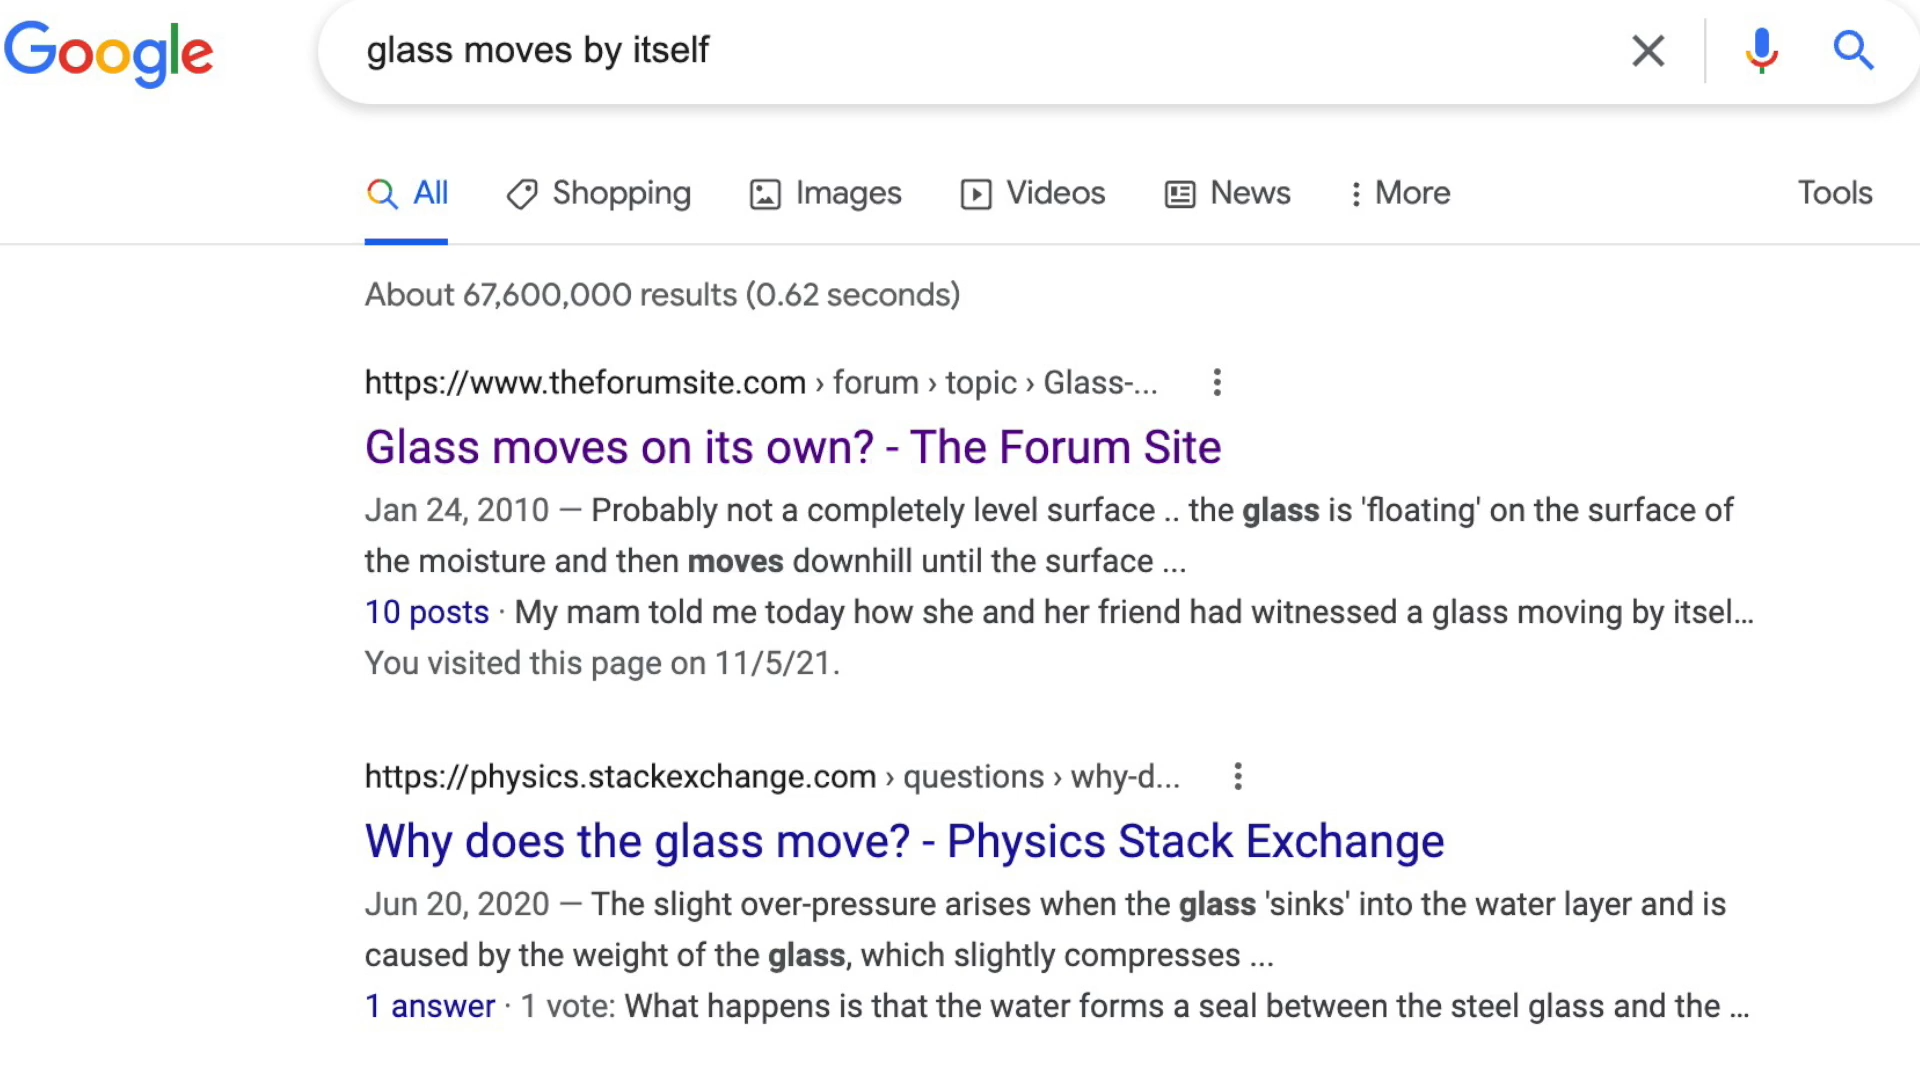 Google
glass moves by itself
All Shopping Images Videos News More Tools
About 67,600,000 results (0.62 seconds)
https://www.theforumsite.com › forum › topic › Glass-...
Glass moves on its own? - The Forum Site
Jan 24, 2010 — Probably not a completely level surface .. the glass is 'floating' on the surface of
the moisture and then moves downhill until the surface ...
10 posts · My mam told me today how she and her friend had witnessed a glass moving by itsel...
You visited this page on 11/5/21.
https://physics.stackexchange.com › questions › why-d...
Why does the glass move? - Physics Stack Exchange
Jun 20, 2020 — The slight over-pressure arises when the glass 'sinks' into the water layer and is
caused by the weight of the glass, which slightly compresses ...
1 answer · 1 vote: What happens is that the water forms a seal between the steel glass and the ...